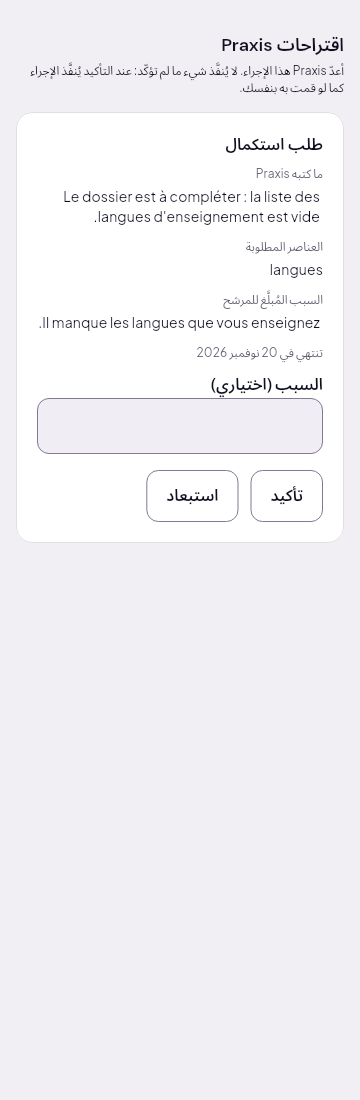 اقتراحات Praxis
أعدّ Praxis هذا الإجراء. لا يُنفَّذ شيء ما لم تؤكّد: عند التأكيد يُنفَّذ الإجراء
كما لو قمت به بنفسك.
طلب استكمال
ما كتبه Praxis
Le dossier est à compléter : la liste des
langues d'enseignement est vide.
العناصر المطلوبة
langues
السبب المُبلَّغ للمرشح
Il manque les langues que vous enseignez.
تنتهي في 20 نوفمبر 2026
السبب (اختياري)
تأكيد
استبعاد